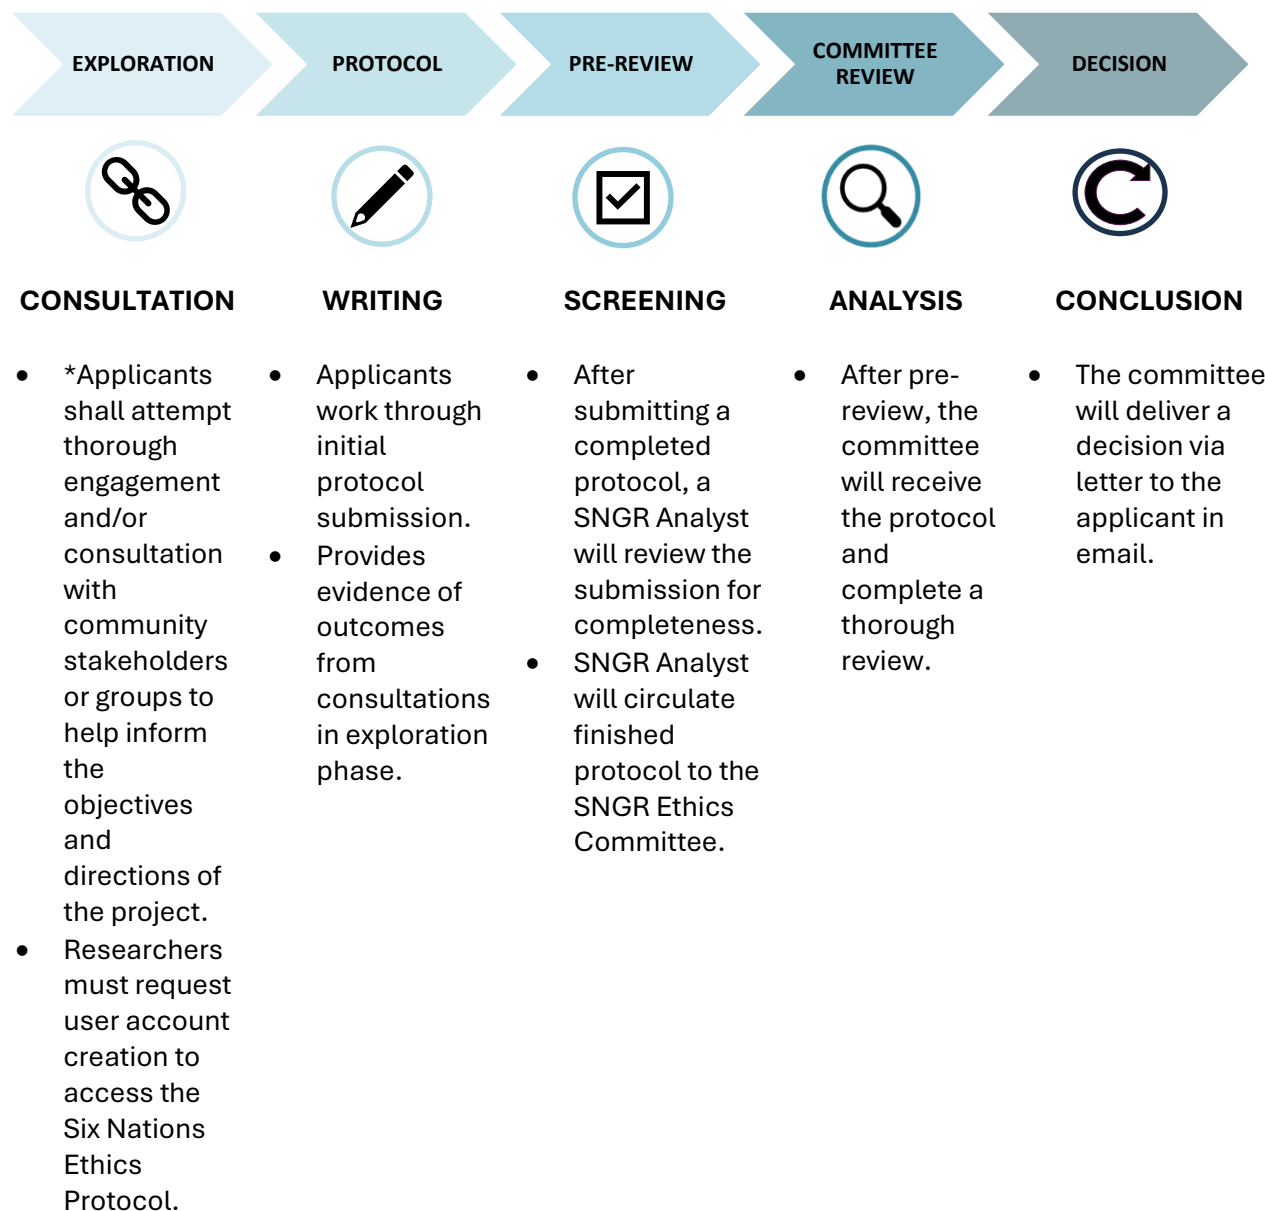 EXPLORATION
PROTOCOL
PRE-REVIEW
COMMITTEE
REVIEW
DECISION
CONSULTATION
• *Applicants
shall attempt
thorough
engagement
and/or
consultation
with
community
stakeholders
or groups to
help inform
the
objectives
and
directions of
the project.
• Researchers
must request
user account
creation to
access the
Six Nations
Ethics
Protocol.
WRITING
• Applicants
work through
initial
protocol
submission.
• Provides
evidence of
outcomes
from
consultations
in exploration
phase.
SCREENING
• After
submitting a
completed
protocol, a
SNGR Analyst
will review the
submission for
completeness.
• SNGR Analyst
will circulate
finished
protocol to the
SNGR Ethics
Committee.
ANALYSIS
• After pre-
review, the
committee
will receive
the protocol
and
complete a
thorough
review.
CONCLUSION
• The committee
will deliver a
decision via
letter to the
applicant in
email.